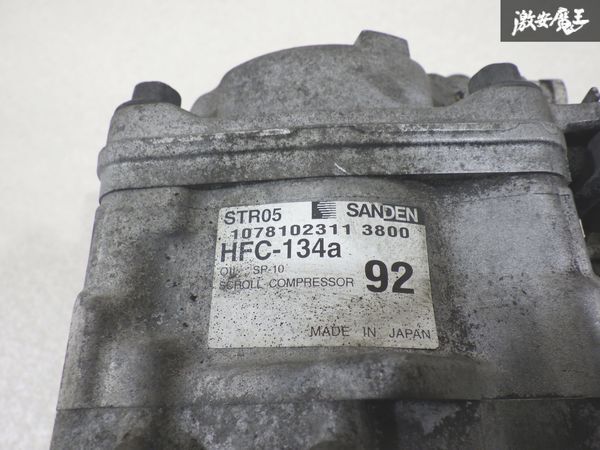 激安魔王
STR05 SANDEN
1078102311 3800
HFC-134a
OIL SP-10
SCROLL COMPRESSOR 92
MADE IN JAPAN